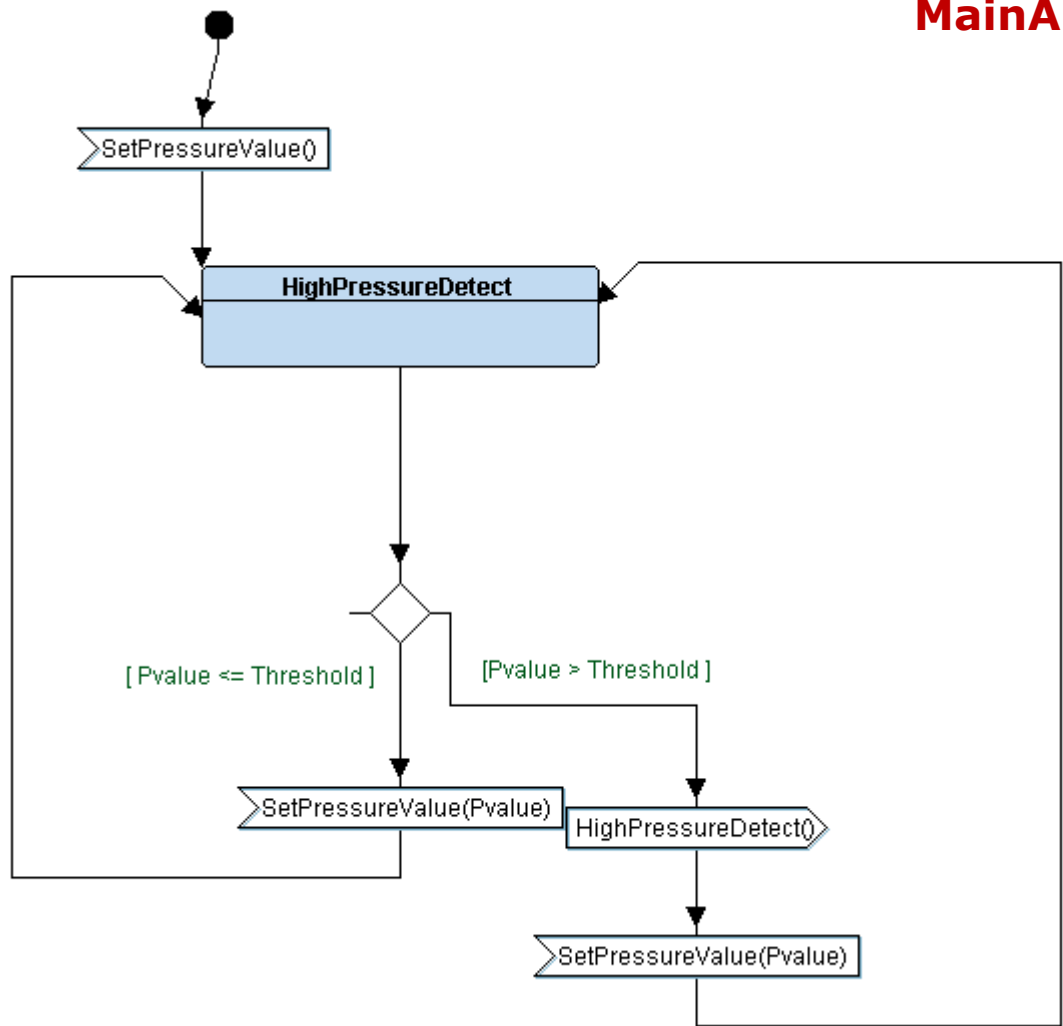 MainA
SetPressureValue()
HighPressureDetect
[ Pvalue <= Threshold ]
[Pvalue > Threshold ]
SetPressureValue(Pvalue)
HighPressureDetect()
SetPressureValue(Pvalue)